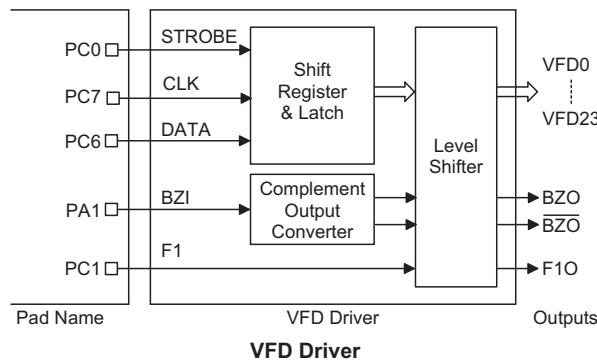 PC0
STROBE
PC7
CLK
PC6
DATA
PA1
BZI
PC1
F1
Shift
Register
& Latch
Complement
Output
Converter
Level
Shifter
VFD0
VFD23
BZO
B̅Z̅O̅
F1O
Pad Name
VFD Driver
Outputs
VFD Driver